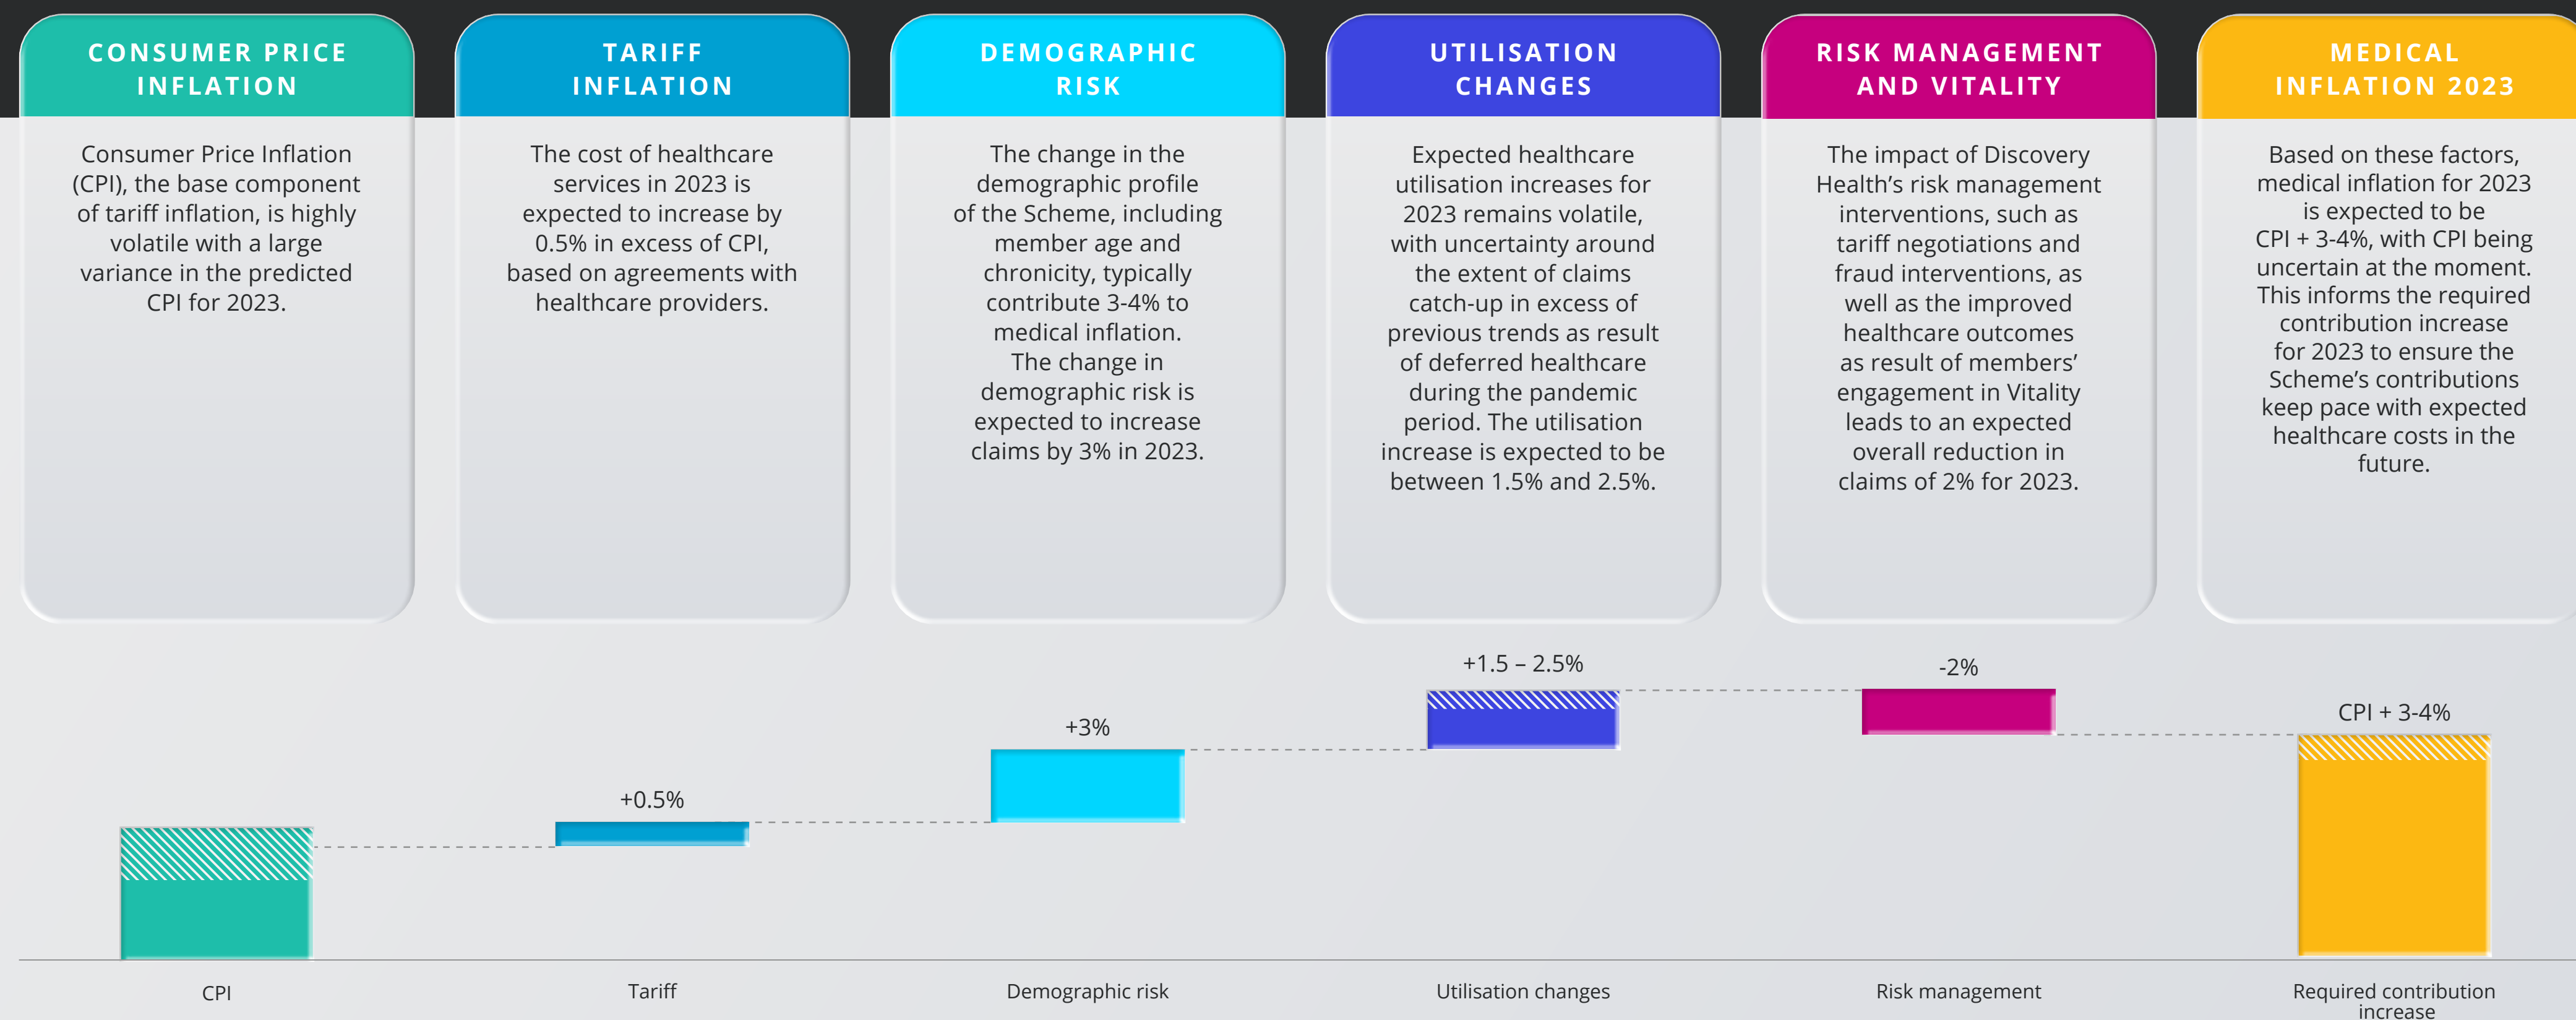 CONSUMER PRICE
INFLATION
Consumer Price Inflation
(CPI), the base component
of tariff inflation, is highly
volatile with a large
variance in the predicted
CPI for 2023.
TARIFF
INFLATION
The cost of healthcare
services in 2023 is
expected to increase by
0.5% in excess of CPI,
based on agreements with
healthcare providers.
DEMOGRAPHIC
RISK
The change in the
demographic profile
of the Scheme, including
member age and
chronicity, typically
contribute 3-4% to
medical inflation.
The change in
demographic risk is
expected to increase
claims by 3% in 2023.
UTILISATION
CHANGES
Expected healthcare
utilisation increases for
2023 remains volatile,
with uncertainty around
the extent of claims
catch-up in excess of
previous trends as result
of deferred healthcare
during the pandemic
period. The utilisation
increase is expected to be
between 1.5% and 2.5%.
RISK MANAGEMENT
AND VITALITY
The impact of Discovery
Health’s risk management
interventions, such as
tariff negotiations and
fraud interventions, as
well as the improved
healthcare outcomes
as result of members’
engagement in Vitality
leads to an expected
overall reduction in
claims of 2% for 2023.
MEDICAL
INFLATION 2023
Based on these factors,
medical inflation for 2023
is expected to be
CPI + 3-4%, with CPI being
uncertain at the moment.
This informs the required
contribution increase
for 2023 to ensure the
Scheme’s contributions
keep pace with expected
healthcare costs in the
future.
+0.5%
+3%
+1.5 – 2.5%
-2%
CPI + 3-4%
CPI
Tariff
Demographic risk
Utilisation changes
Risk management
Required contribution
increase